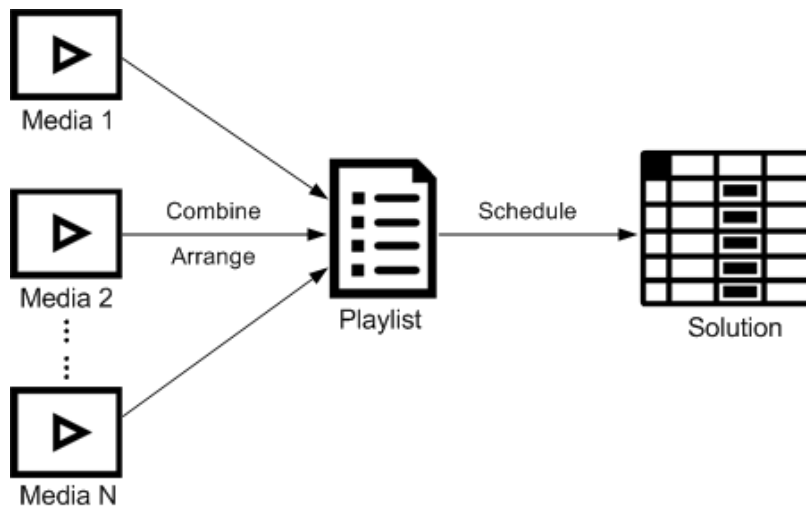 Media 1
Combine
Arrange
Media 2
Schedule
Playlist
Solution
Media N